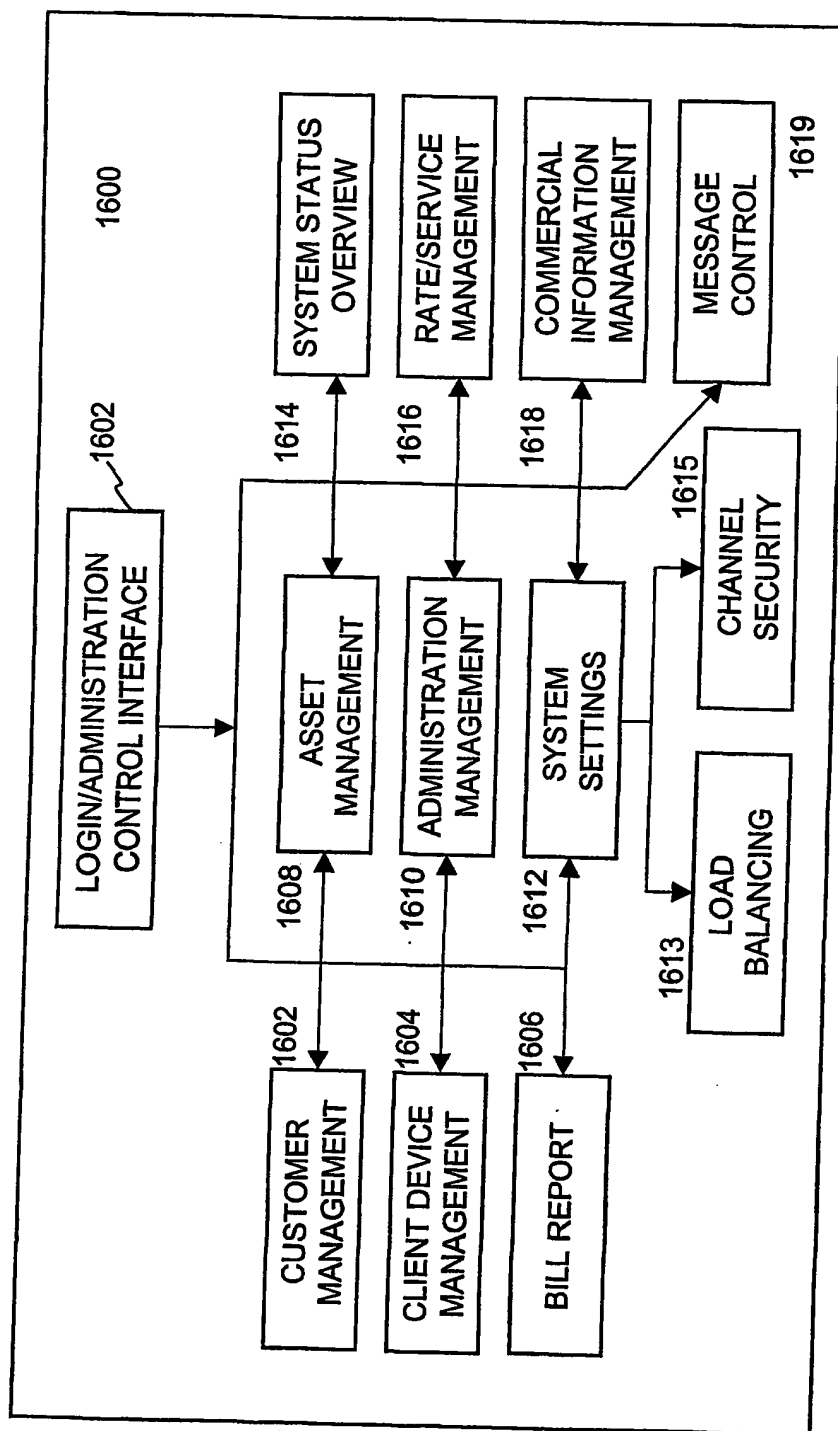 1600
LOGIN/ADMINISTRATION
CONTROL INTERFACE
1602
CUSTOMER
MANAGEMENT
1602
ASSET
MANAGEMENT
1608
SYSTEM STATUS
OVERVIEW
1614
CLIENT DEVICE
MANAGEMENT
1604
ADMINISTRATION
MANAGEMENT
1610
RATE/SERVICE
MANAGEMENT
1616
BILL REPORT
1606
SYSTEM
SETTINGS
1612
COMMERCIAL
INFORMATION
MANAGEMENT
1618
LOAD
BALANCING
1613
CHANNEL
SECURITY
1615
MESSAGE
CONTROL
1619